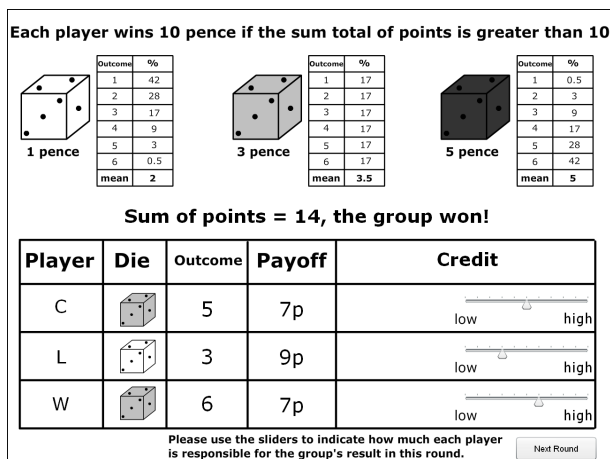 Each player wins 10 pence if the sum total of points is greater than 10
Outcome %
1 42
2 28
3 17
4 9
5 3
6 0.5
mean 2
1 pence
Outcome %
1 17
2 17
3 17
4 17
5 17
6 17
mean 3.5
3 pence
Outcome %
1 0.5
2 3
3 9
4 17
5 28
6 42
mean 5
5 pence
Sum of points = 14, the group won!
Player Die Outcome Payoff Credit
C 5 7p low high
L 3 9p low high
W 6 7p low high
Please use the sliders to indicate how much each player
is responsible for the group's result in this round.
Next Round